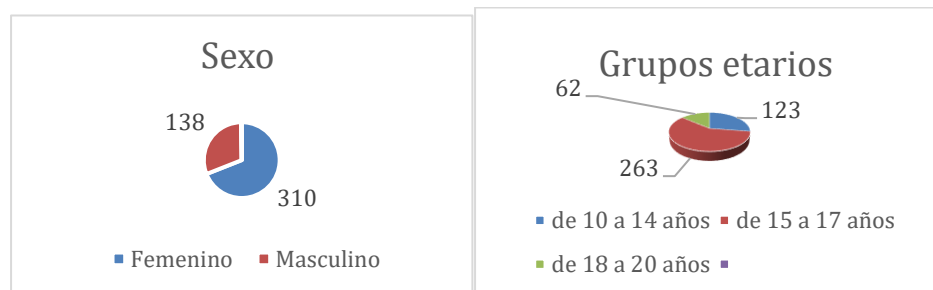 Sexo
138
310
Femenino Masculino
Grupos etarios
62
123
263
de 10 a 14 años de 15 a 17 años
de 18 a 20 años